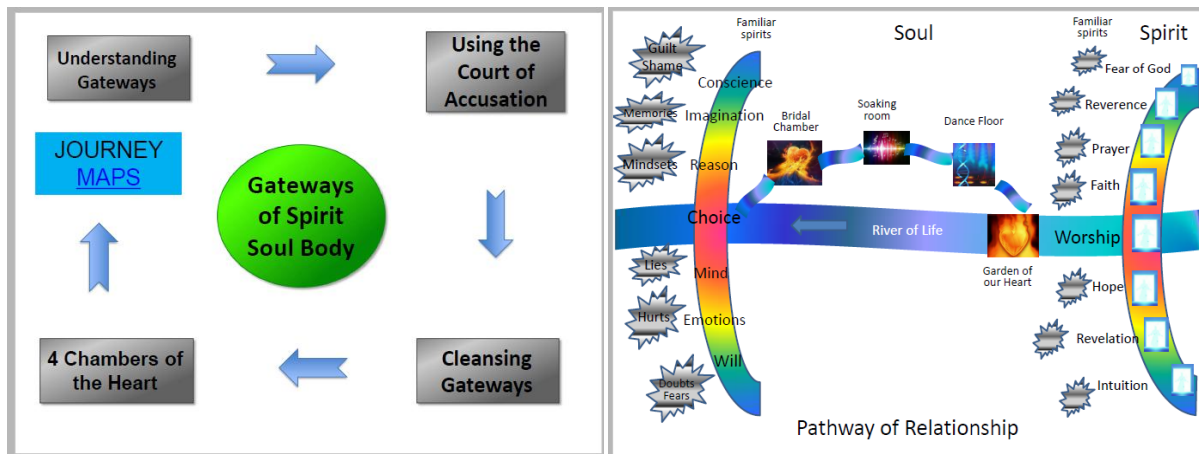 Understanding
Gateways
Using the
Court of
Accusation
JOURNEY
MAPS
Gateways
of Spirit
Soul Body
4 Chambers of
the Heart
Cleansing
Gateways
Familiar
spirits
Soul
Familiar
spirits
Spirit
Guilt
Shame
Conscience
Fear of God
Memories
Imagination
Bridal
Chamber
Soaking
room
Dance Floor
Reverence
Mindsets
Reason
Prayer
Faith
Choice
River of Life
Worship
Lies
Mind
Garden of
our Heart
Hope
Hurts
Emotions
Revelation
Will
Doubts
Fears
Intuition
Pathway of Relationship